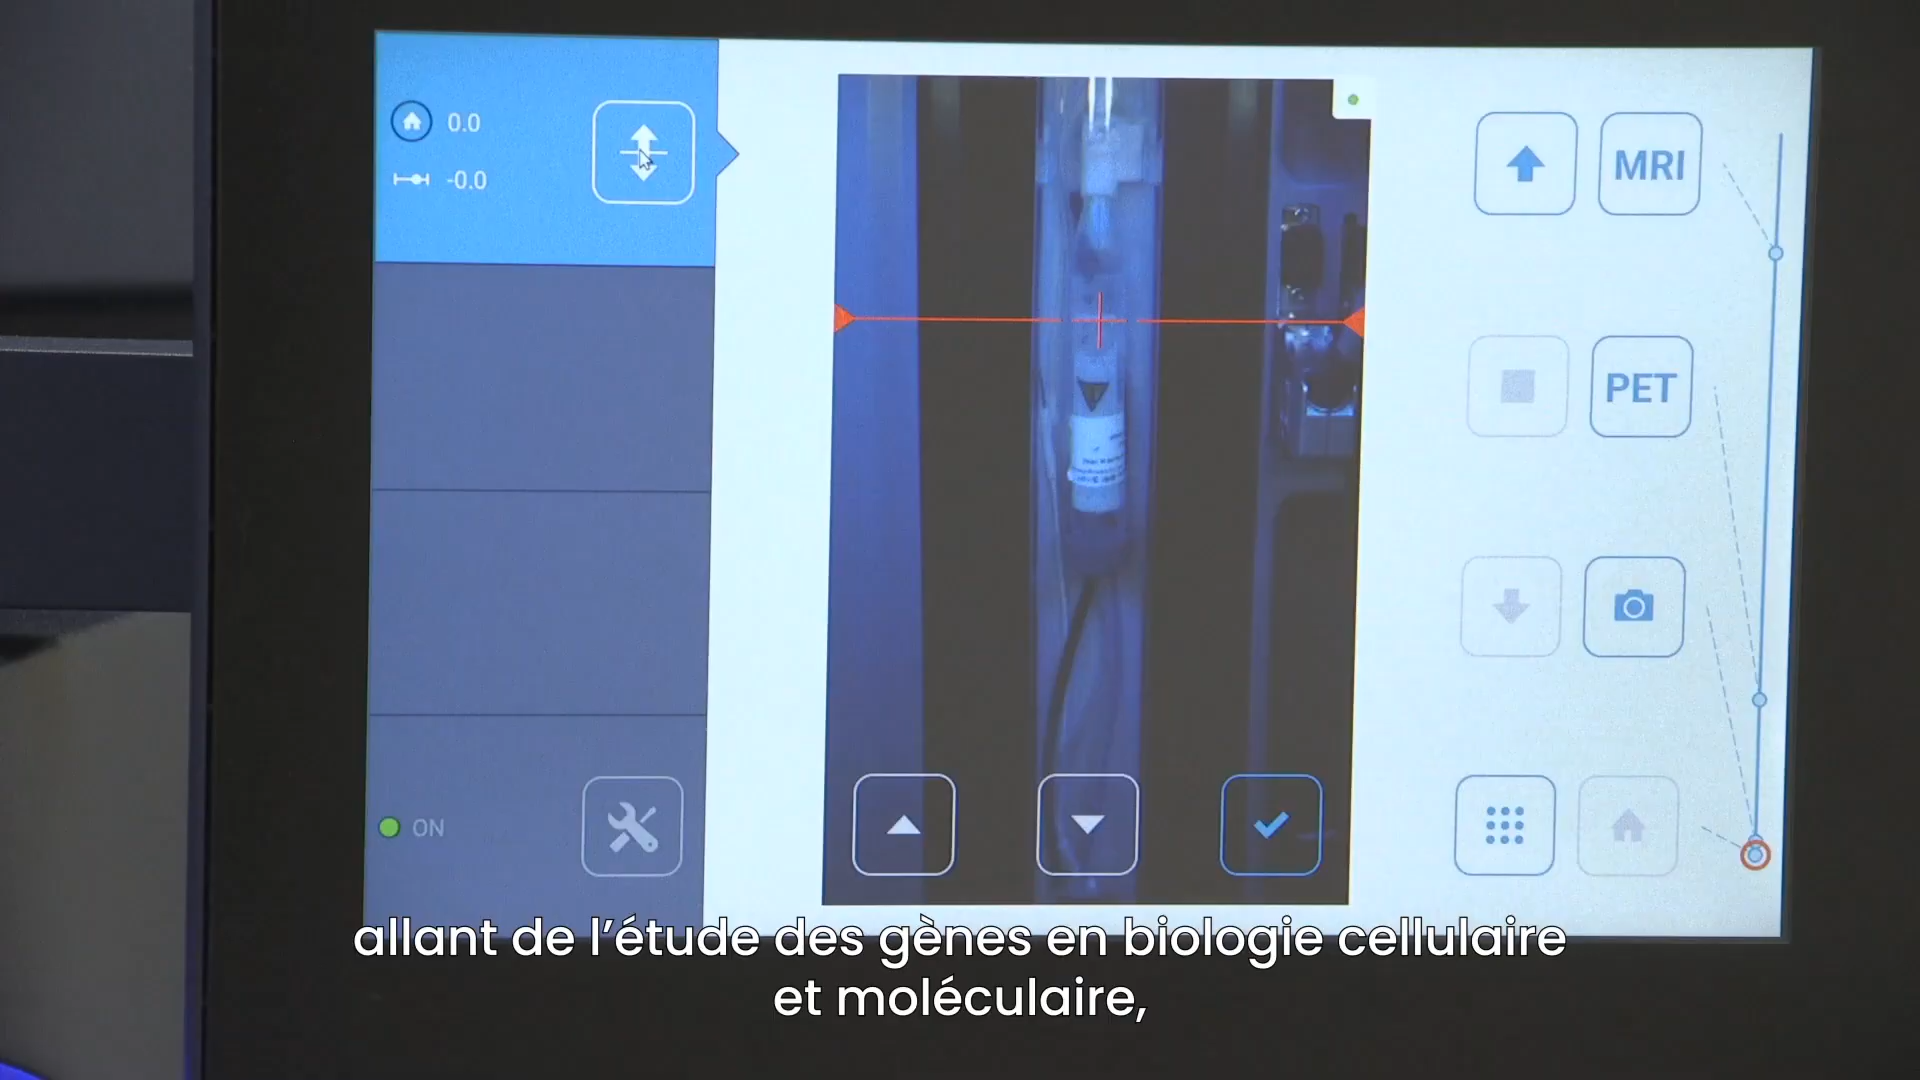 0.0
-0.0
MRI
PET
ON
allant de l’étude des gènes en biologie cellulaire
et moléculaire,